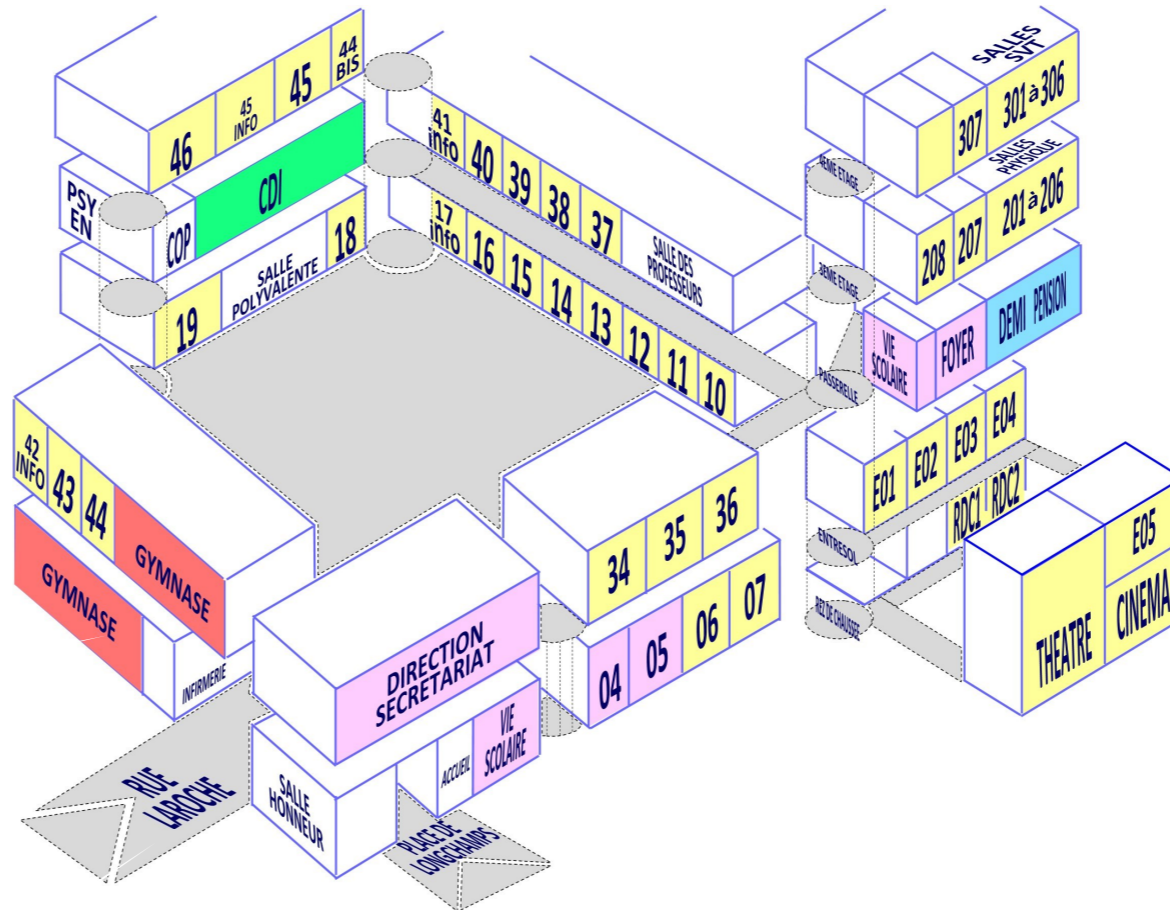 44
BIS
45
45
INFO
46
PSY
EN
COP
CDI
18
SALLE
POLYVALENTE
19
41
info
40
39
38
37
SALLE DES
PROFESSEURS
17
info
16
15
14
13
12
11
10
SALLES
SVT
301 à 306
307
4EME ETAGE
SALLES
PHYSIQUE
201 à 206
207
208
3EME ETAGE
VIE
SCOLAIRE
FOYER
DEMI PENSION
PASSERELLE
E01
E02
E03
E04
ENTRESOL
RDC1
RDC2
REZ DE CHAUSSEE
THEATRE
E05
CINEMA
42
INFO
43
44
GYMNASE
GYMNASE
INFIRMERIE
34
35
36
04
05
06
07
DIRECTION
SECRETARIAT
SALLE
HONNEUR
ACCUEIL
VIE
SCOLAIRE
RUE
LAROCHE
PLACE DE
LONGCHAMPS